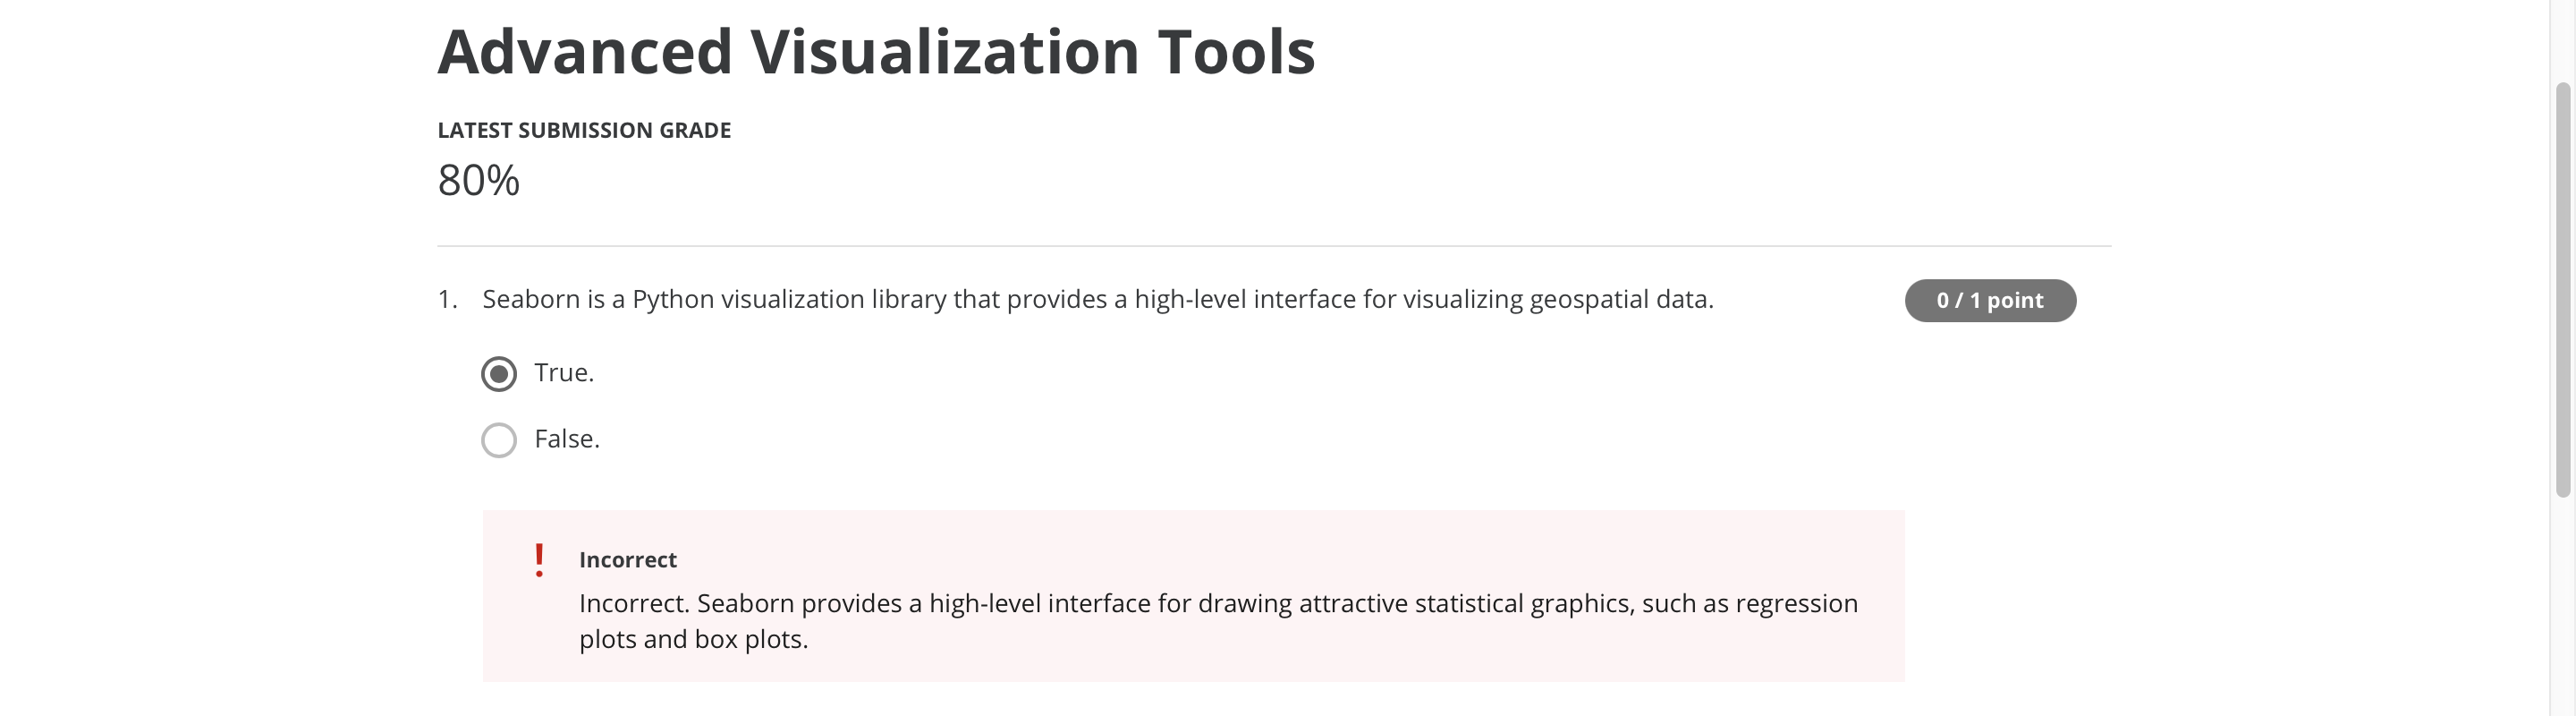 Advanced Visualization Tools
LATEST SUBMISSION GRADE
80%
1. Seaborn is a Python visualization library that provides a high-level interface for visualizing geospatial data.
0 / 1 point
True.
False.
! Incorrect
Incorrect. Seaborn provides a high-level interface for drawing attractive statistical graphics, such as regression
plots and box plots.